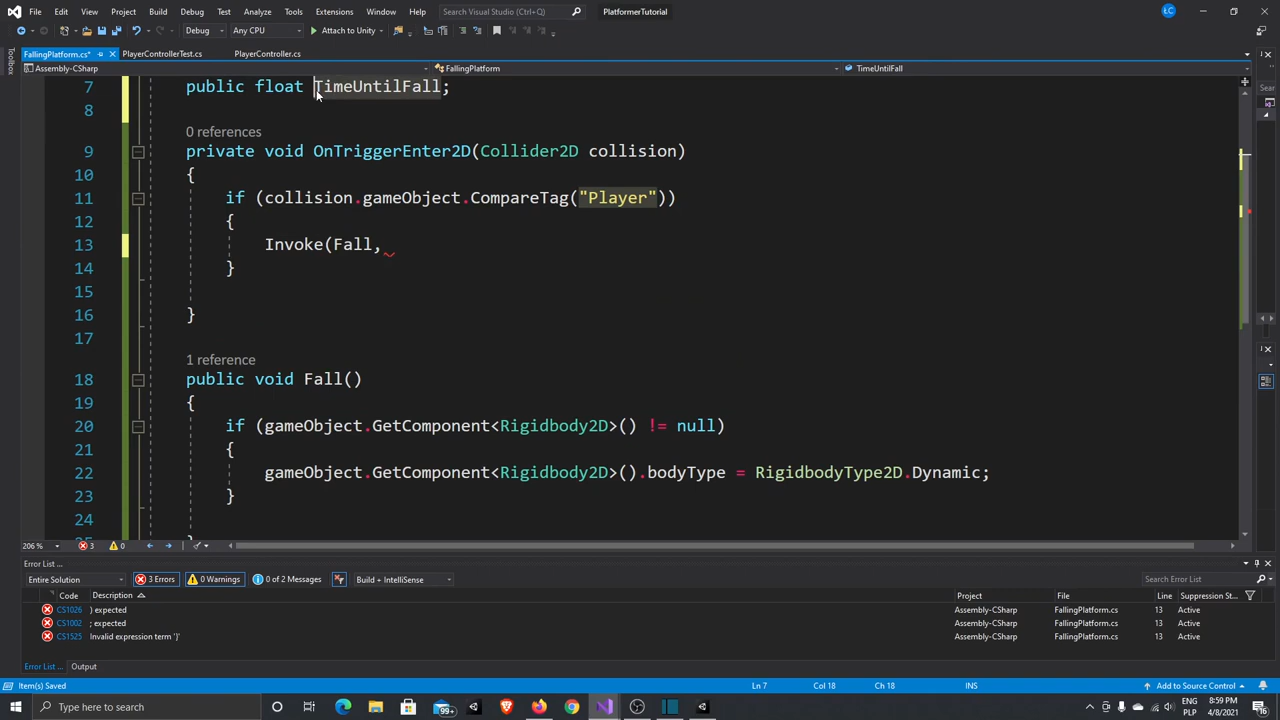 File Edit View Project Build Debug Test Analyze Tools Extensions Window Help Search Visual Studio (Ctrl+Q) PlatformerTutorial ŁC
Debug Any CPU Attach to Unity
FallingPlatform.cs* PlayerControllerTest.cs PlayerController.cs
Toolbox
Assembly-CSharp FallingPlatform TimeUntilFall
7 public float TimeUntilFall;
8
0 references
9 private void OnTriggerEnter2D(Collider2D collision)
10 {
11 if (collision.gameObject.CompareTag("Player"))
12 {
13 Invoke(Fall,
14 }
15
16 }
17
1 reference
18 public void Fall()
19 {
20 if (gameObject.GetComponent<Rigidbody2D>() != null)
21 {
22 gameObject.GetComponent<Rigidbody2D>().bodyType = RigidbodyType2D.Dynamic;
23 }
24
Sear
206 % 3 0
Error List ...
Entire Solution 3 Errors 0 Warnings 0 of 2 Messages Build + IntelliSense Search Error List
Code Description Project File Line Suppression St...
CS1026 ) expected Assembly-CSharp FallingPlatform.cs 13 Active
CS1002 ; expected Assembly-CSharp FallingPlatform.cs 13 Active
CS1525 Invalid expression term '}' Assembly-CSharp FallingPlatform.cs 13 Active
Error List ... Output
Item(s) Saved Ln 7 Col 18 Ch 18 INS Add to Source Control
Type here to search 99+ 8:59 PM
PLP 4/8/2021 16